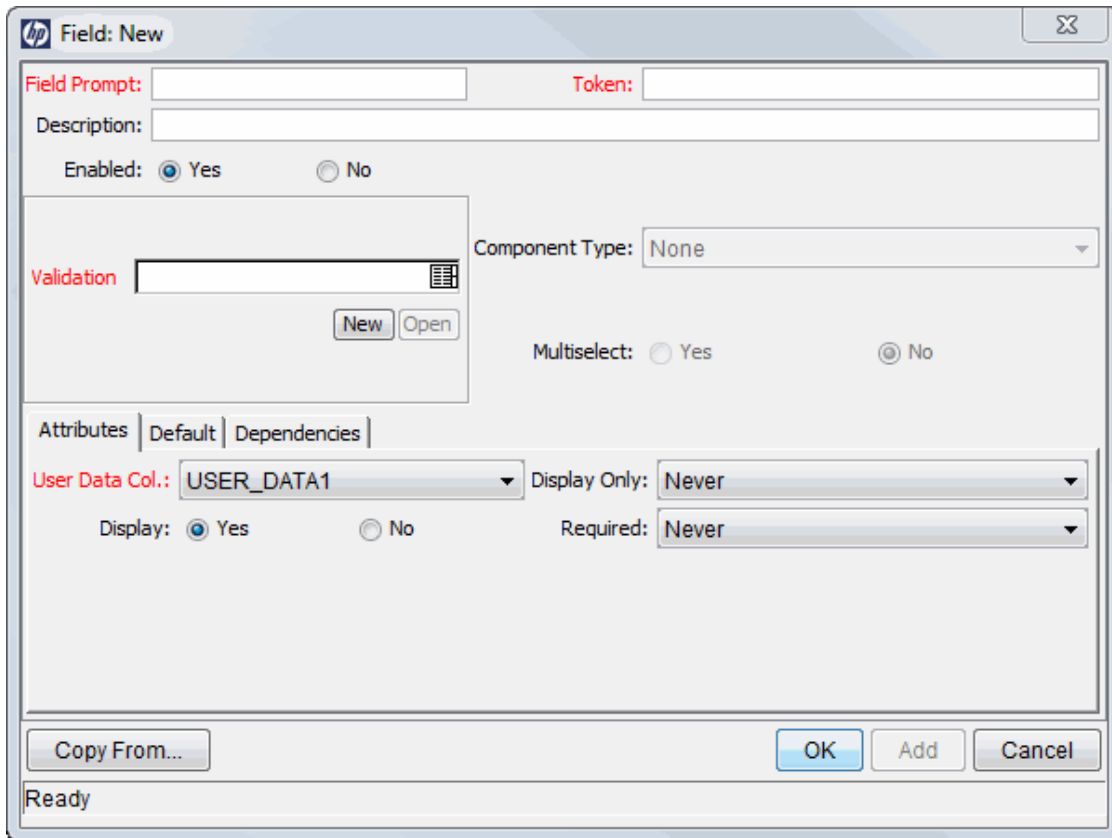 hp Field: New
Field Prompt: Token:
Description:
Enabled: Yes No
Component Type: None
Validation
New Open
Multiselect: Yes No
Attributes Default Dependencies
User Data Col.: USER_DATA1 Display Only: Never
Display: Yes No Required: Never
Copy From... OK Add Cancel
Ready